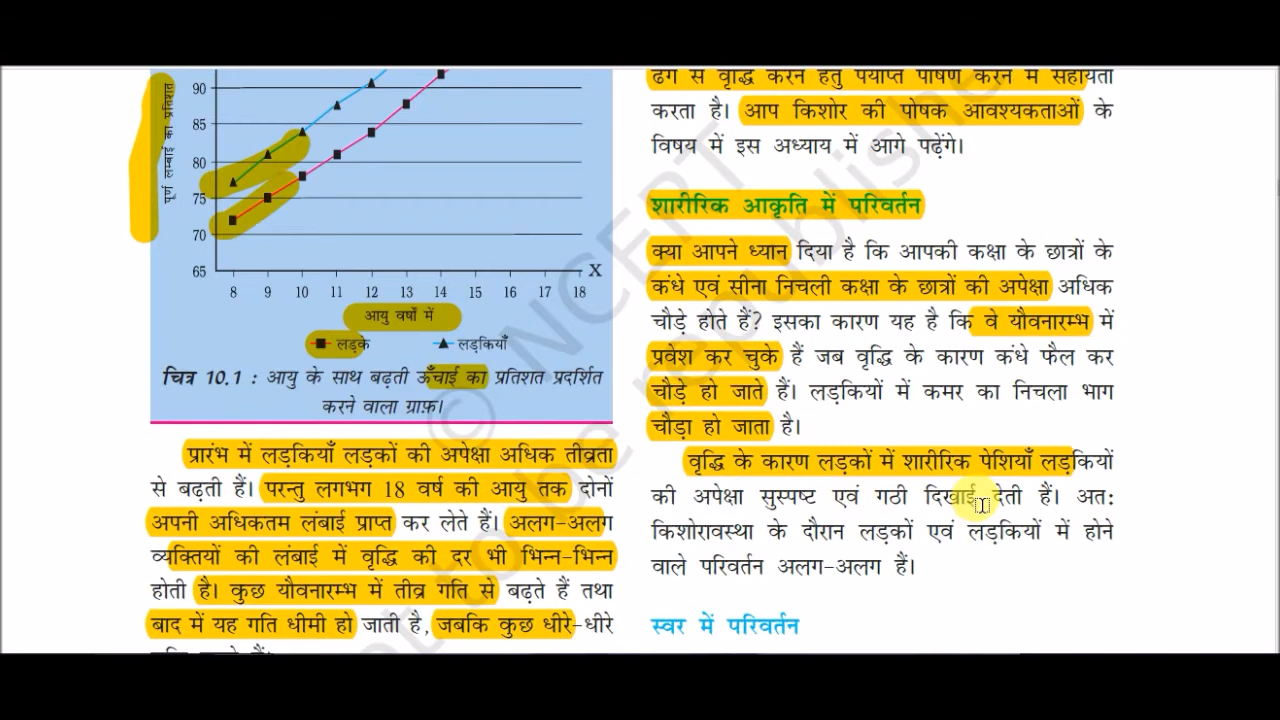 90
85
80
75
70
65
पूर्ण लम्बाई का प्रतिशत
8 9 10 11 12 13 14 15 16 17 18 X
आयु वर्षों में
लड़के लड़कियाँ
चित्र 10.1 : आयु के साथ बढ़ती ऊँचाई का प्रतिशत प्रदर्शित
करने वाला ग्राफ़।
प्रारंभ में लड़कियाँ लड़कों की अपेक्षा अधिक तीव्रता
से बढ़ती हैं। परन्तु लगभग 18 वर्ष की आयु तक दोनों
अपनी अधिकतम लंबाई प्राप्त कर लेते हैं। अलग-अलग
व्यक्तियों की लंबाई में वृद्धि की दर भी भिन्न-भिन्न
होती है। कुछ यौवनारम्भ में तीव्र गति से बढ़ते हैं तथा
बाद में यह गति धीमी हो जाती है, जबकि कुछ धीरे-धीरे
ढंग से वृद्धि करने हेतु पर्याप्त पोषण करने में सहायता
करता है। आप किशोर की पोषक आवश्यकताओं के
विषय में इस अध्याय में आगे पढ़ेंगे।
शारीरिक आकृति में परिवर्तन
क्या आपने ध्यान दिया है कि आपकी कक्षा के छात्रों के
कंधे एवं सीना निचली कक्षा के छात्रों की अपेक्षा अधिक
चौड़े होते हैं? इसका कारण यह है कि वे यौवनारम्भ में
प्रवेश कर चुके हैं जब वृद्धि के कारण कंधे फैल कर
चौड़े हो जाते हैं। लड़कियों में कमर का निचला भाग
चौड़ा हो जाता है।
वृद्धि के कारण लड़कों में शारीरिक पेशियाँ लड़कियों
की अपेक्षा सुस्पष्ट एवं गठी दिखाई देती हैं। अत:
किशोरावस्था के दौरान लड़कों एवं लड़कियों में होने
वाले परिवर्तन अलग-अलग हैं।
स्वर में परिवर्तन
© NCERT
not to be republishe